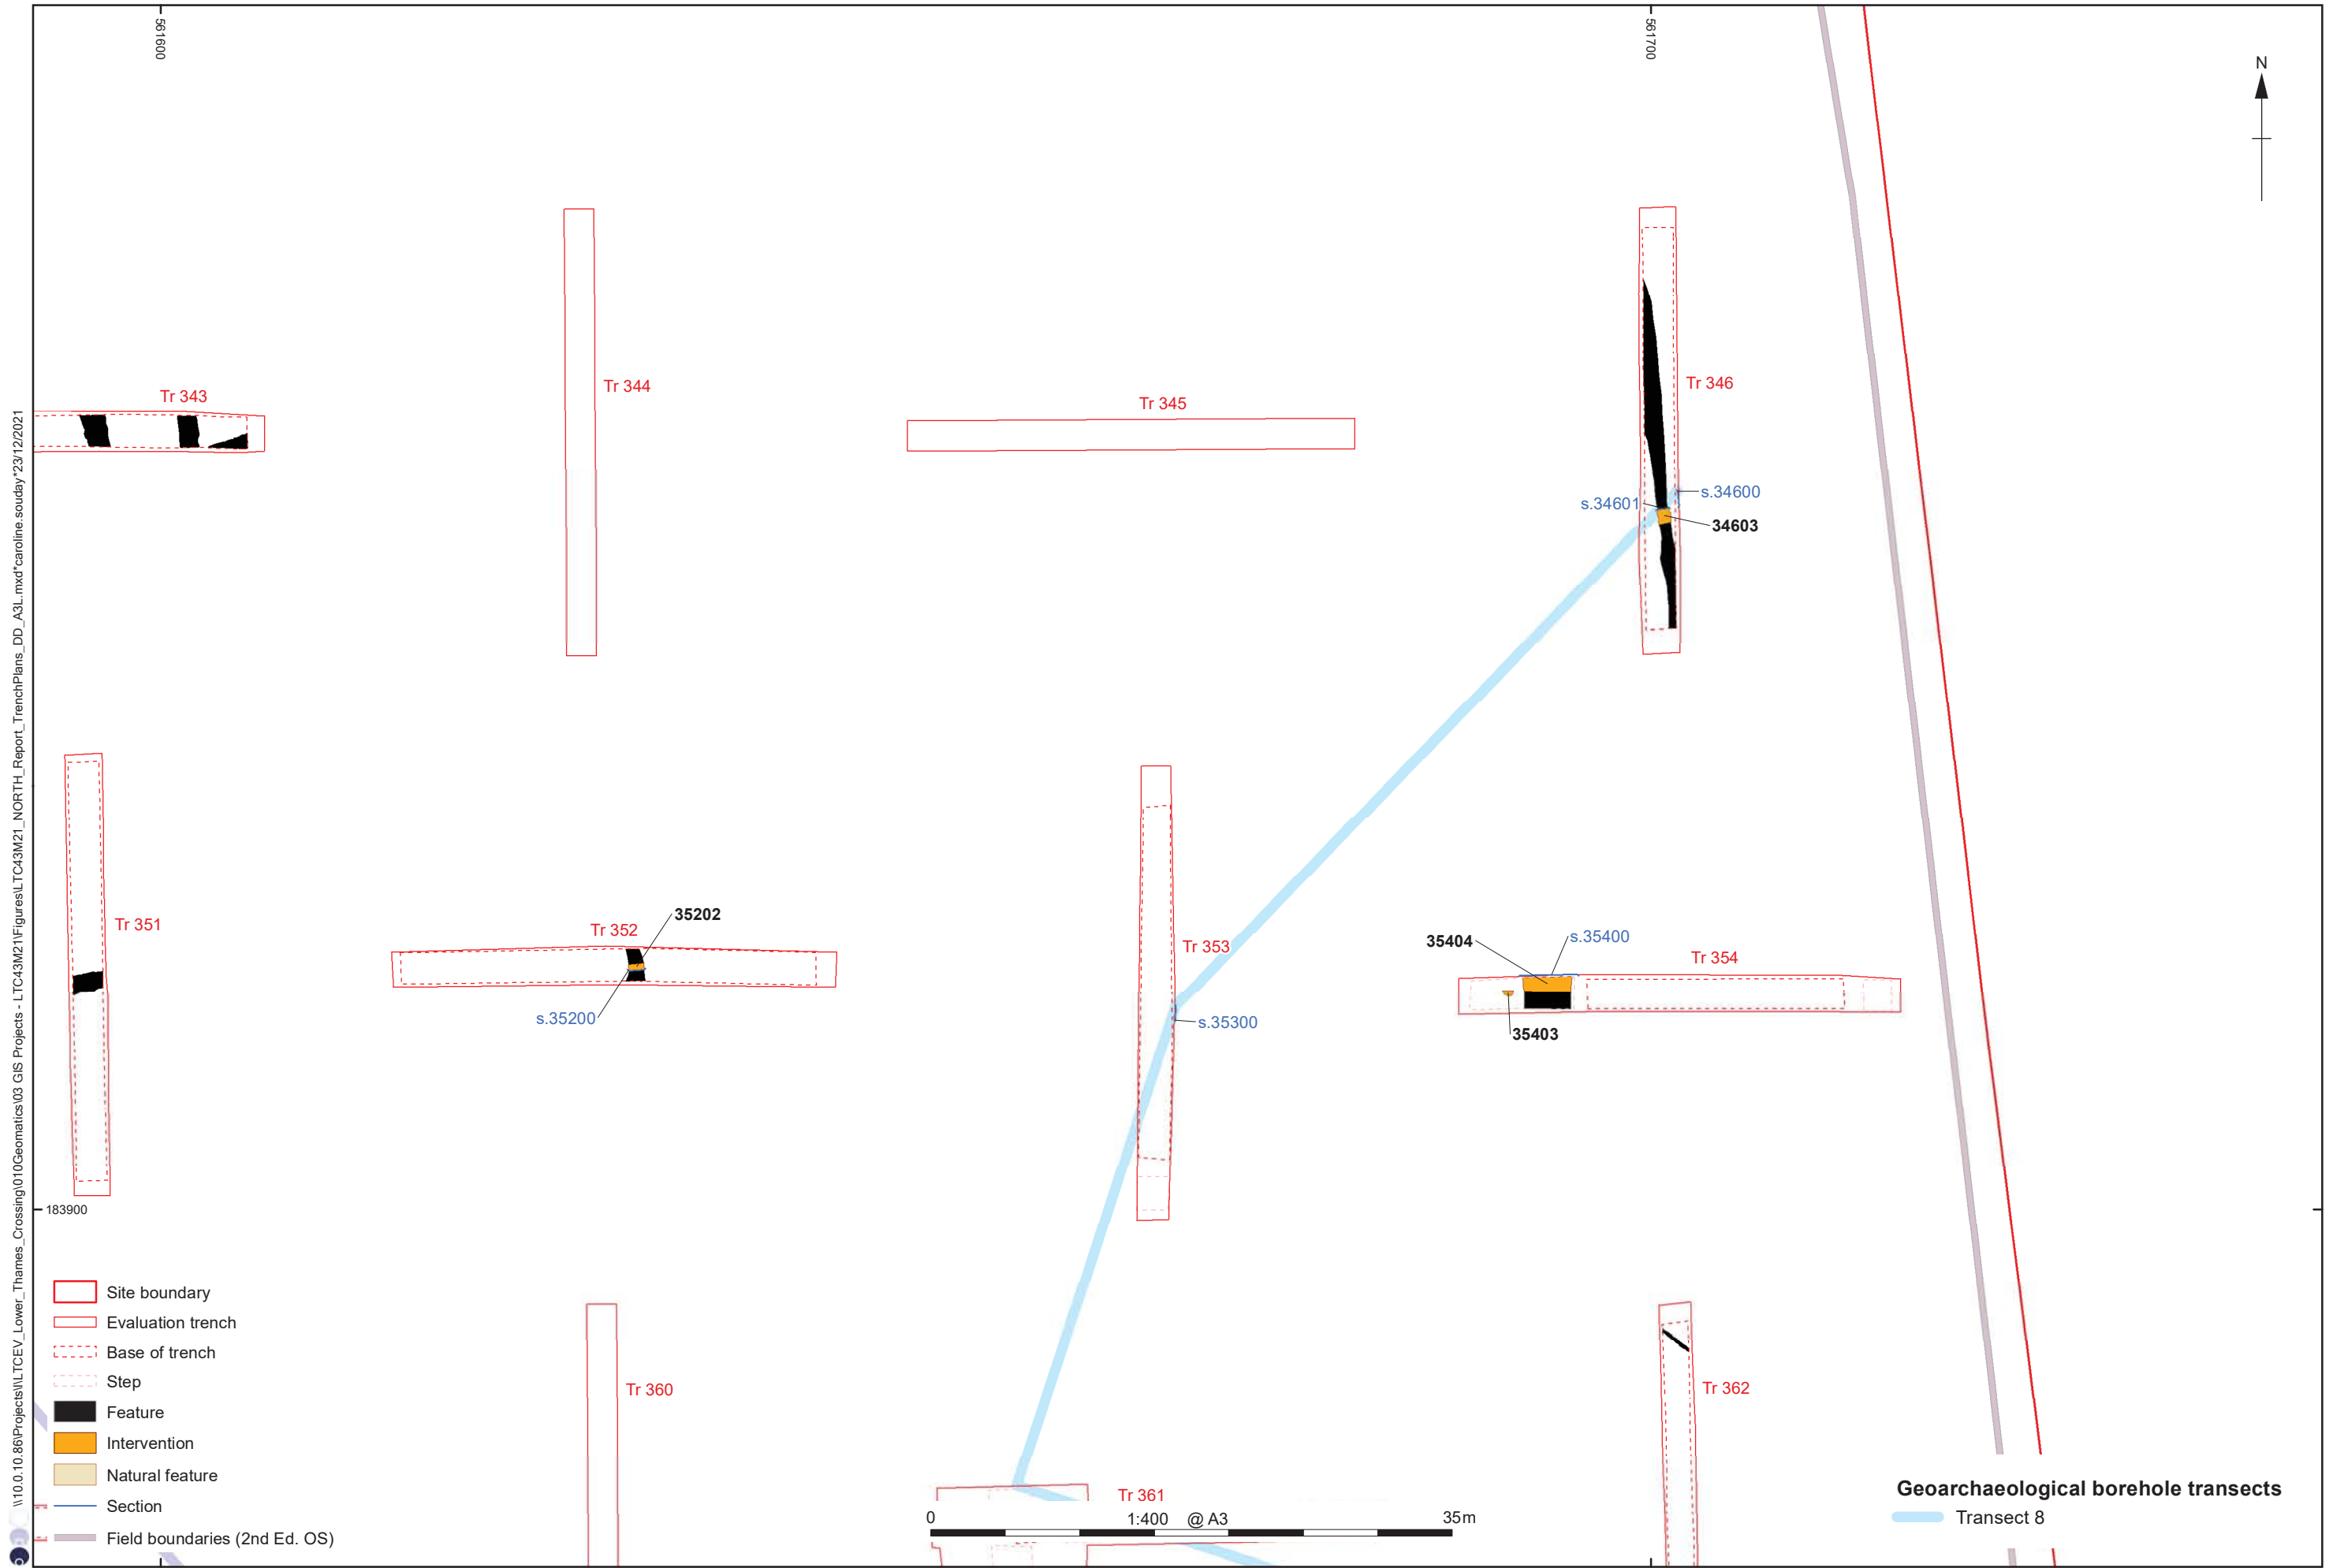 561600
561700
N
Tr 343
Tr 344
Tr 345
Tr 346
s.34601
s.34600
34603
Tr 351
Tr 352
35202
s.35200
Tr 353
s.35300
35404
s.35400
Tr 354
35403
183900
Tr 360
Tr 361
Tr 362
Site boundary
Evaluation trench
Base of trench
Step
Feature
Intervention
Natural feature
Section
Field boundaries (2nd Ed. OS)
0
1:400 @ A3
35m
Geoarchaeological borehole transects
Transect 8
\\10.0.10.86\Projects\l\LTCEV_Lower_Thames_Crossing\010Geomatics\03 GIS Projects - LTC43M21\Figures\LTC43M21_NORTH_Report_TrenchPlans_DD_A3L.mxd*caroline.souday*23/12/2021